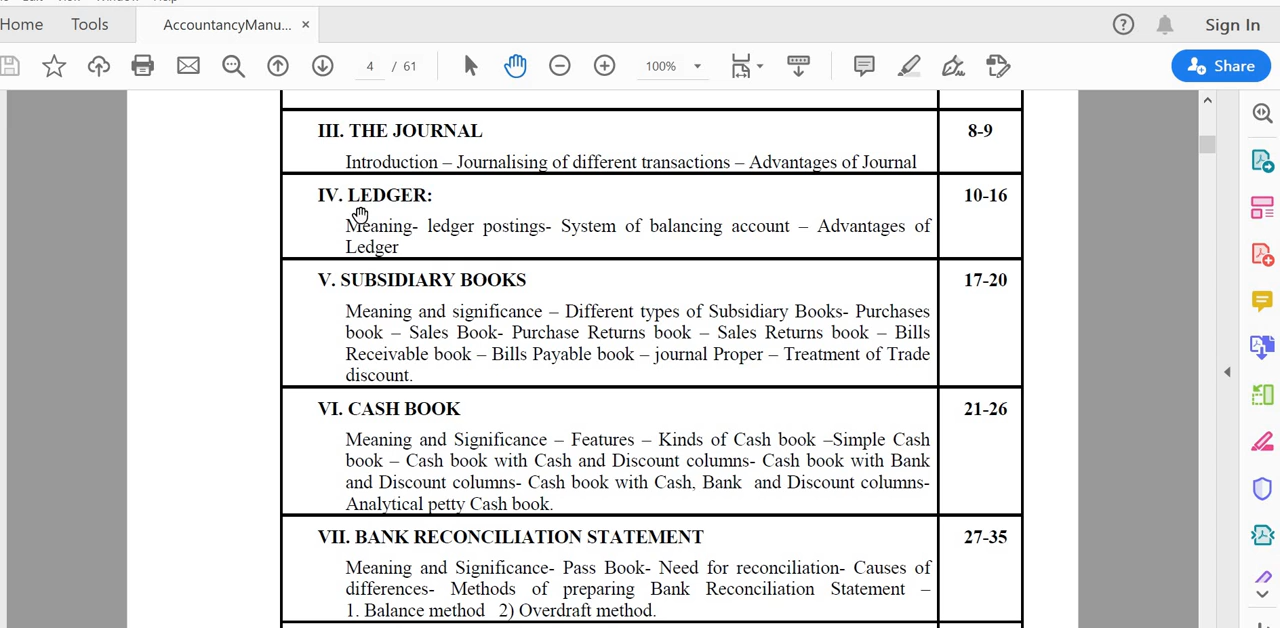 Home Tools AccountancyManu... × Sign In
4 / 61 100% Share
III. THE JOURNAL 8-9
Introduction – Journalising of different transactions – Advantages of Journal
IV. LEDGER: 10-16
Meaning- ledger postings- System of balancing account – Advantages of
Ledger
V. SUBSIDIARY BOOKS 17-20
Meaning and significance – Different types of Subsidiary Books- Purchases
book – Sales Book- Purchase Returns book – Sales Returns book – Bills
Receivable book – Bills Payable book – journal Proper – Treatment of Trade
discount.
VI. CASH BOOK 21-26
Meaning and Significance – Features – Kinds of Cash book –Simple Cash
book – Cash book with Cash and Discount columns- Cash book with Bank
and Discount columns- Cash book with Cash, Bank and Discount columns-
Analytical petty Cash book.
VII. BANK RECONCILIATION STATEMENT 27-35
Meaning and Significance- Pass Book- Need for reconciliation- Causes of
differences- Methods of preparing Bank Reconciliation Statement –
1. Balance method 2) Overdraft method.